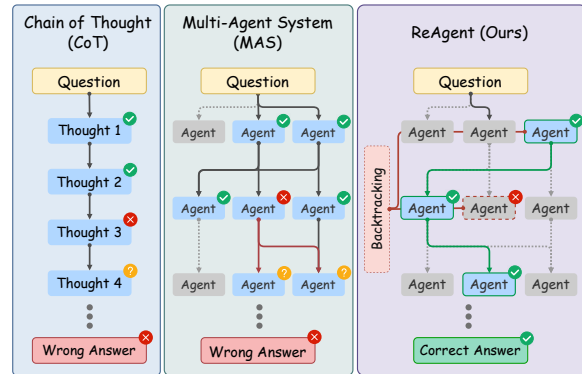 Chain of Thought
(CoT)
Question
Thought 1
Thought 2
Thought 3
Thought 4
?
Wrong Answer
Multi-Agent System
(MAS)
Question
Agent
Agent
Agent
Agent
Agent
Agent
Agent
Agent
?
Agent
?
Wrong Answer
ReAgent (Ours)
Question
Agent
Agent
Agent
Backtracking
Agent
Agent
Agent
Agent
Agent
Agent
Correct Answer